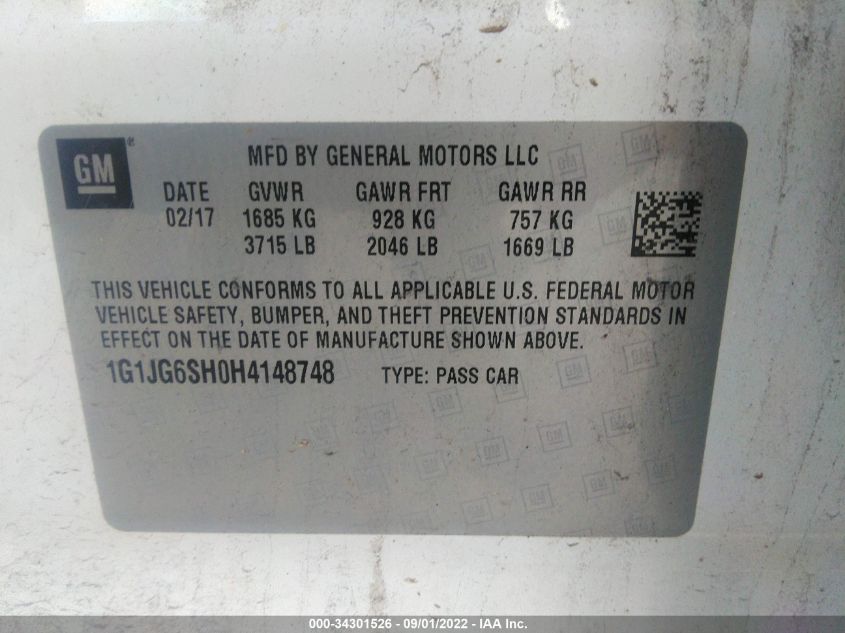 GM® MFD BY GENERAL MOTORS LLC
DATE GVWR GAWR FRT GAWR RR
02/17 1685 KG 928 KG 757 KG
3715 LB 2046 LB 1669 LB
THIS VEHICLE CONFORMS TO ALL APPLICABLE U.S. FEDERAL MOTOR
VEHICLE SAFETY, BUMPER, AND THEFT PREVENTION STANDARDS IN
EFFECT ON THE DATE OF MANUFACTURE SHOWN ABOVE.
1G1JG6SH0H4148748 TYPE: PASS CAR
000-34301526 - 09/01/2022 - IAA Inc.